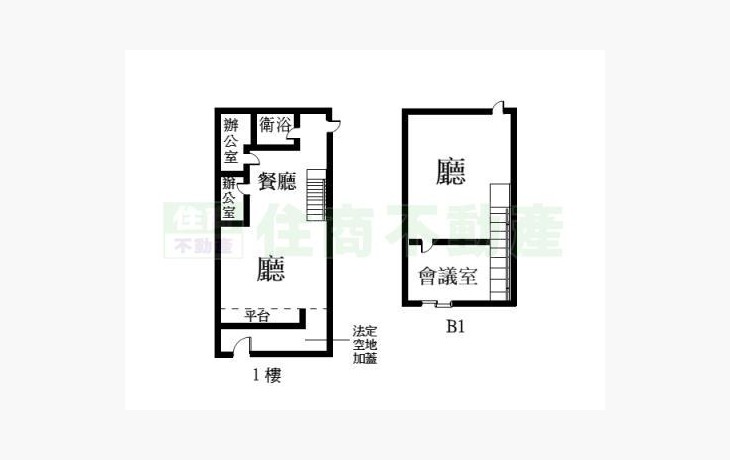 辦公室
衛浴
辦公室
餐廳
廳
平台
法定
空地
加蓋
1 樓
廳
會議室
B1
住商
不動產
住商不動產